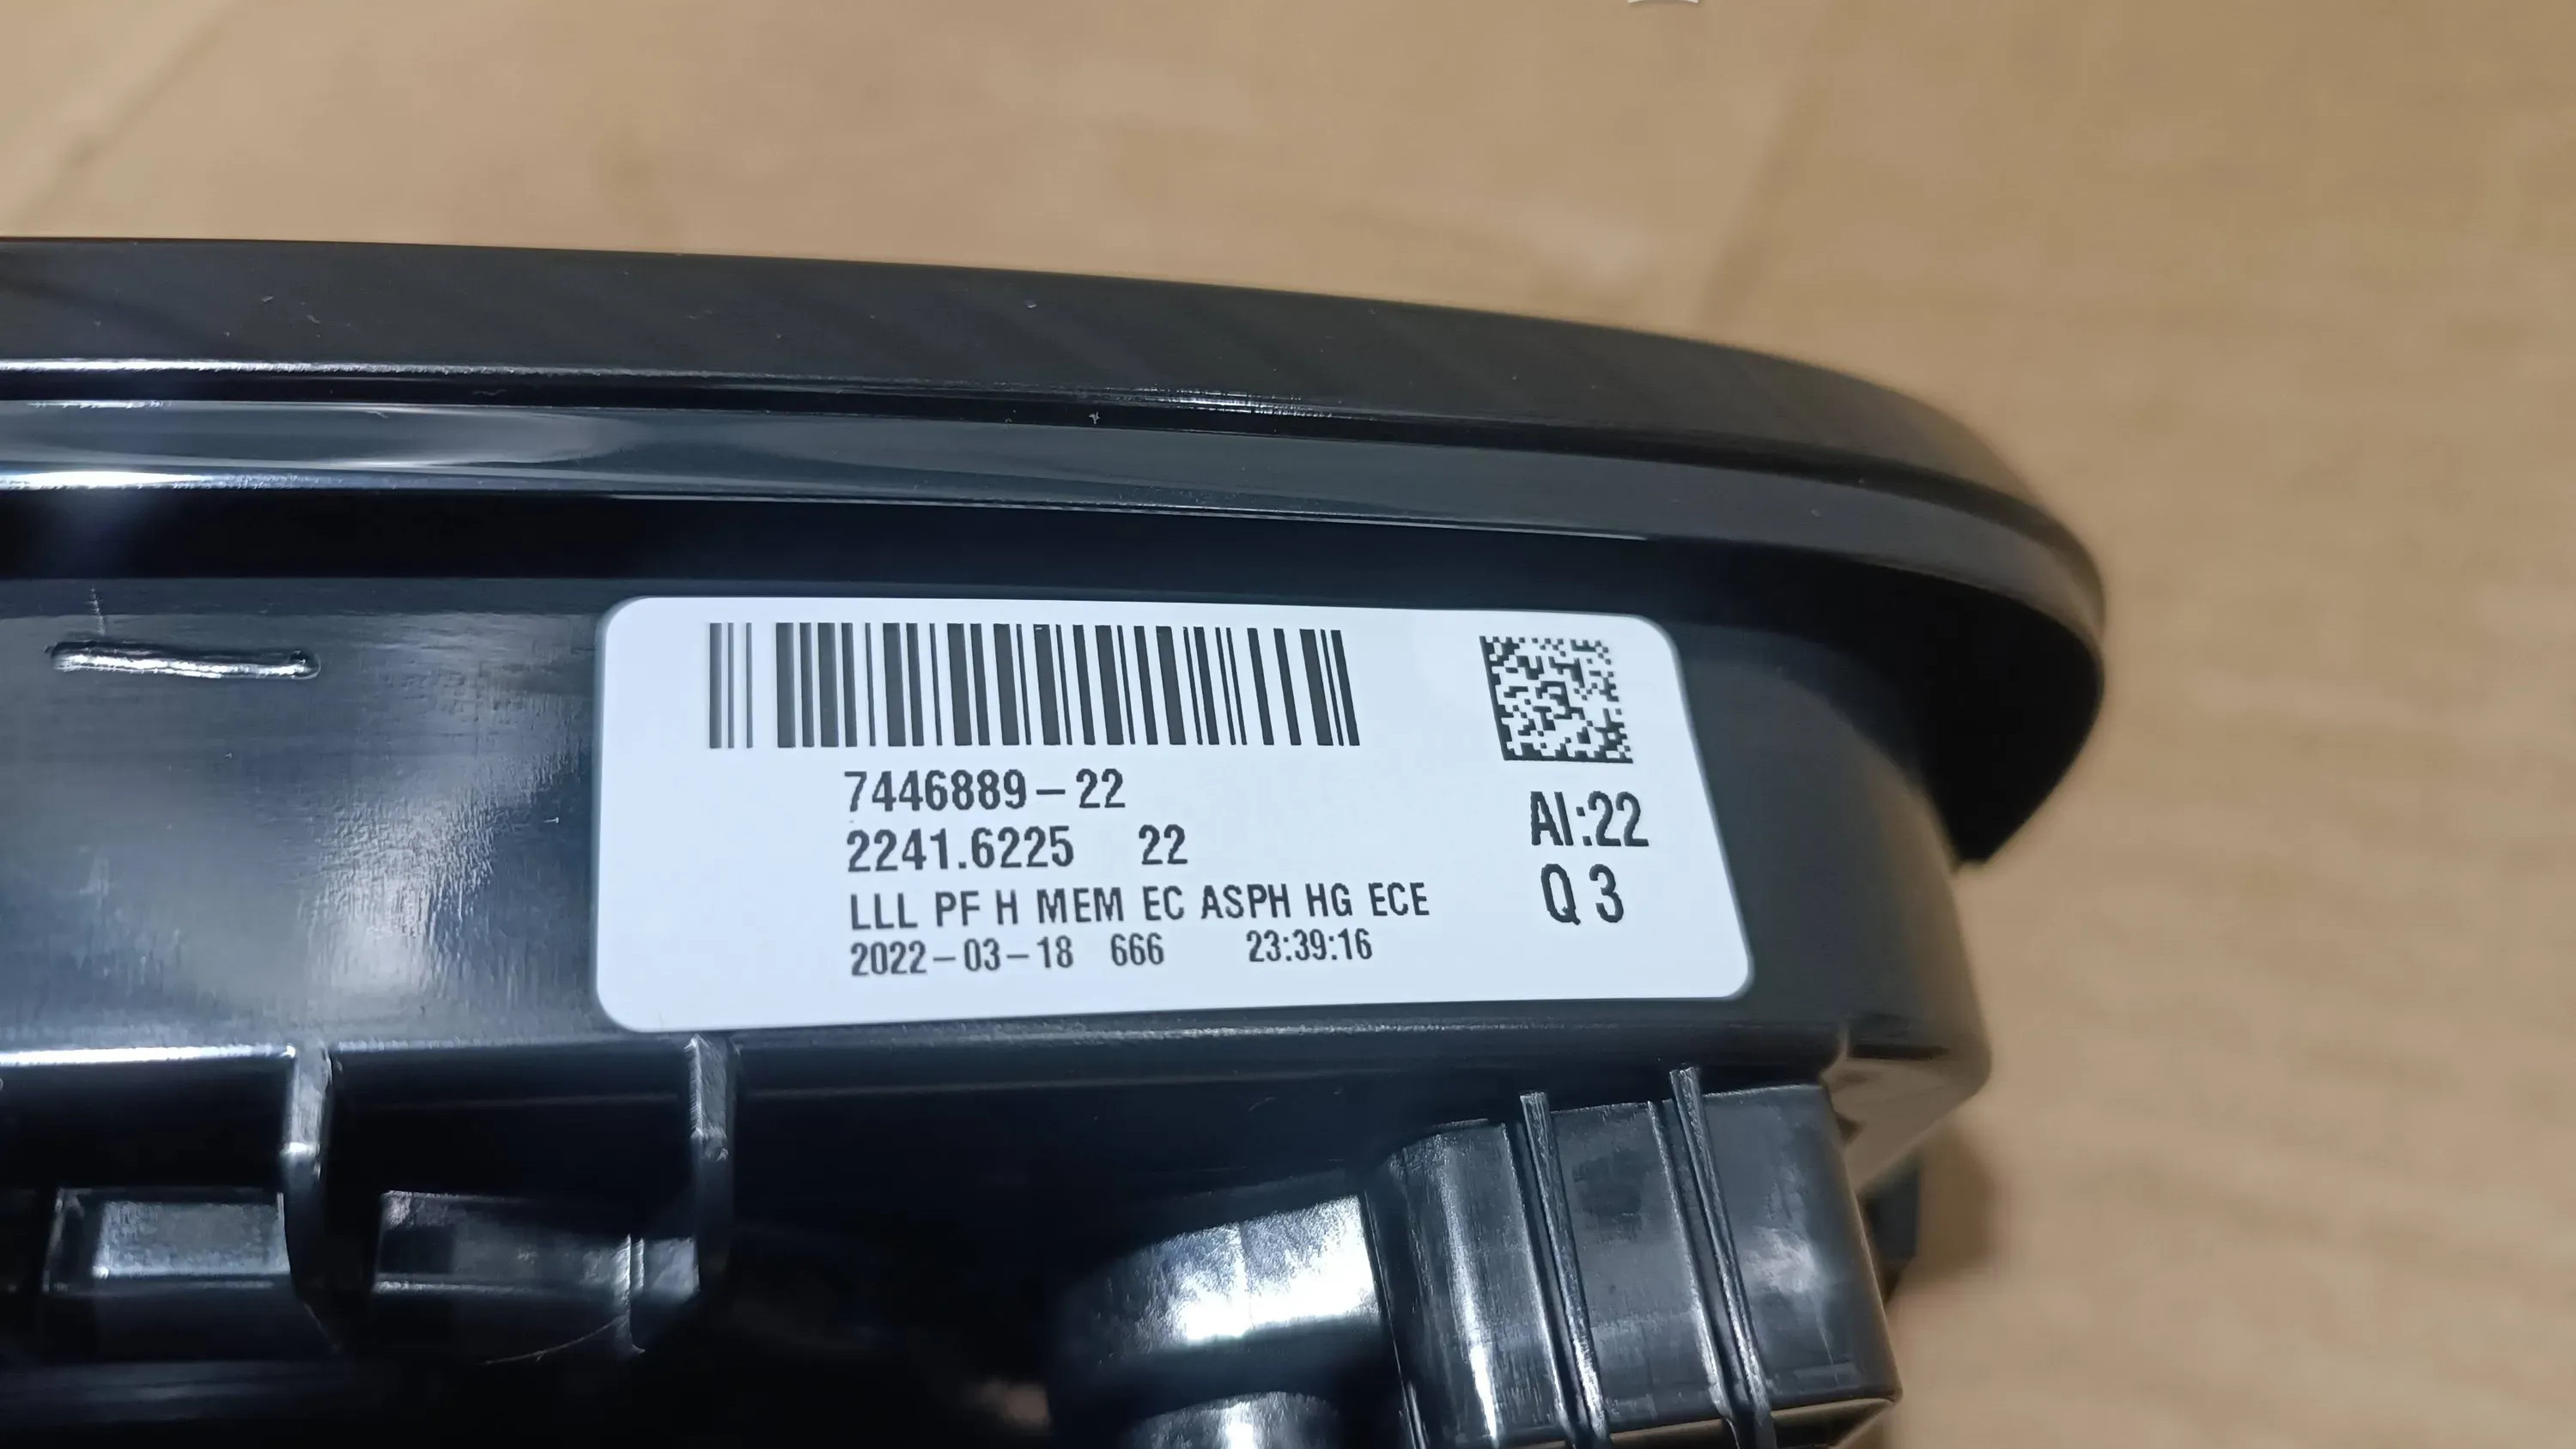 7446889-22
2241.6225 22
LLL PF H MEM EC ASPH HG ECE
2022-03-18 666 23:39:16
AI:22
Q 3